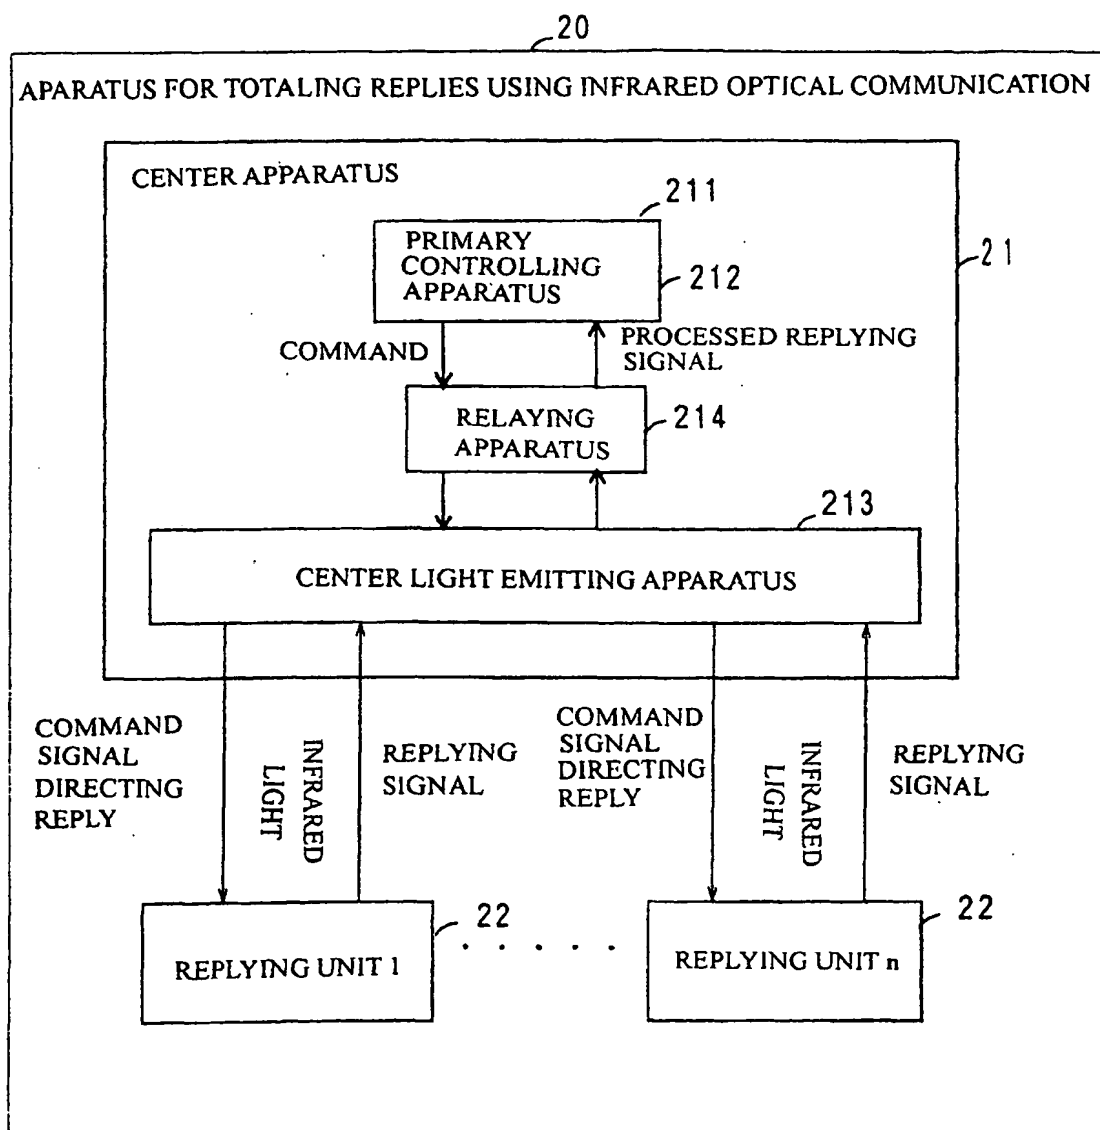 20
APARATUS FOR TOTALING REPLIES USING INFRARED OPTICAL COMMUNICATION
CENTER APPARATUS
211
PRIMARY
CONTROLLING
APPARATUS
212
21
COMMAND
PROCESSED REPLYING
SIGNAL
RELAYING
APPARATUS
214
213
CENTER LIGHT EMITTING APPARATUS
COMMAND
SIGNAL
DIRECTING
REPLY
INFRARED
LIGHT
REPLYING
SIGNAL
COMMAND
SIGNAL
DIRECTING
REPLY
INFRARED
LIGHT
REPLYING
SIGNAL
22
REPLYING UNIT 1
. . . . .
22
REPLYING UNIT n